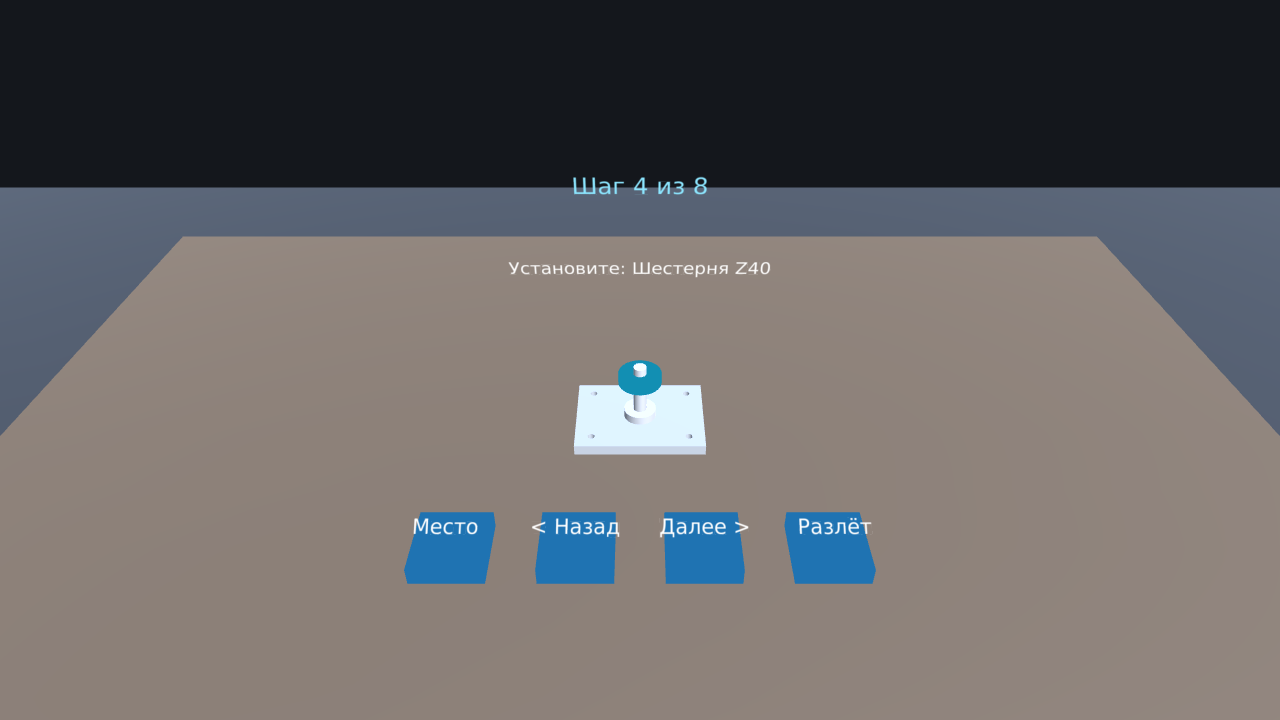 Шаг 4 из 8
Установите: Шестерня Z40
Место
< Назад
Далее >
Разлёт